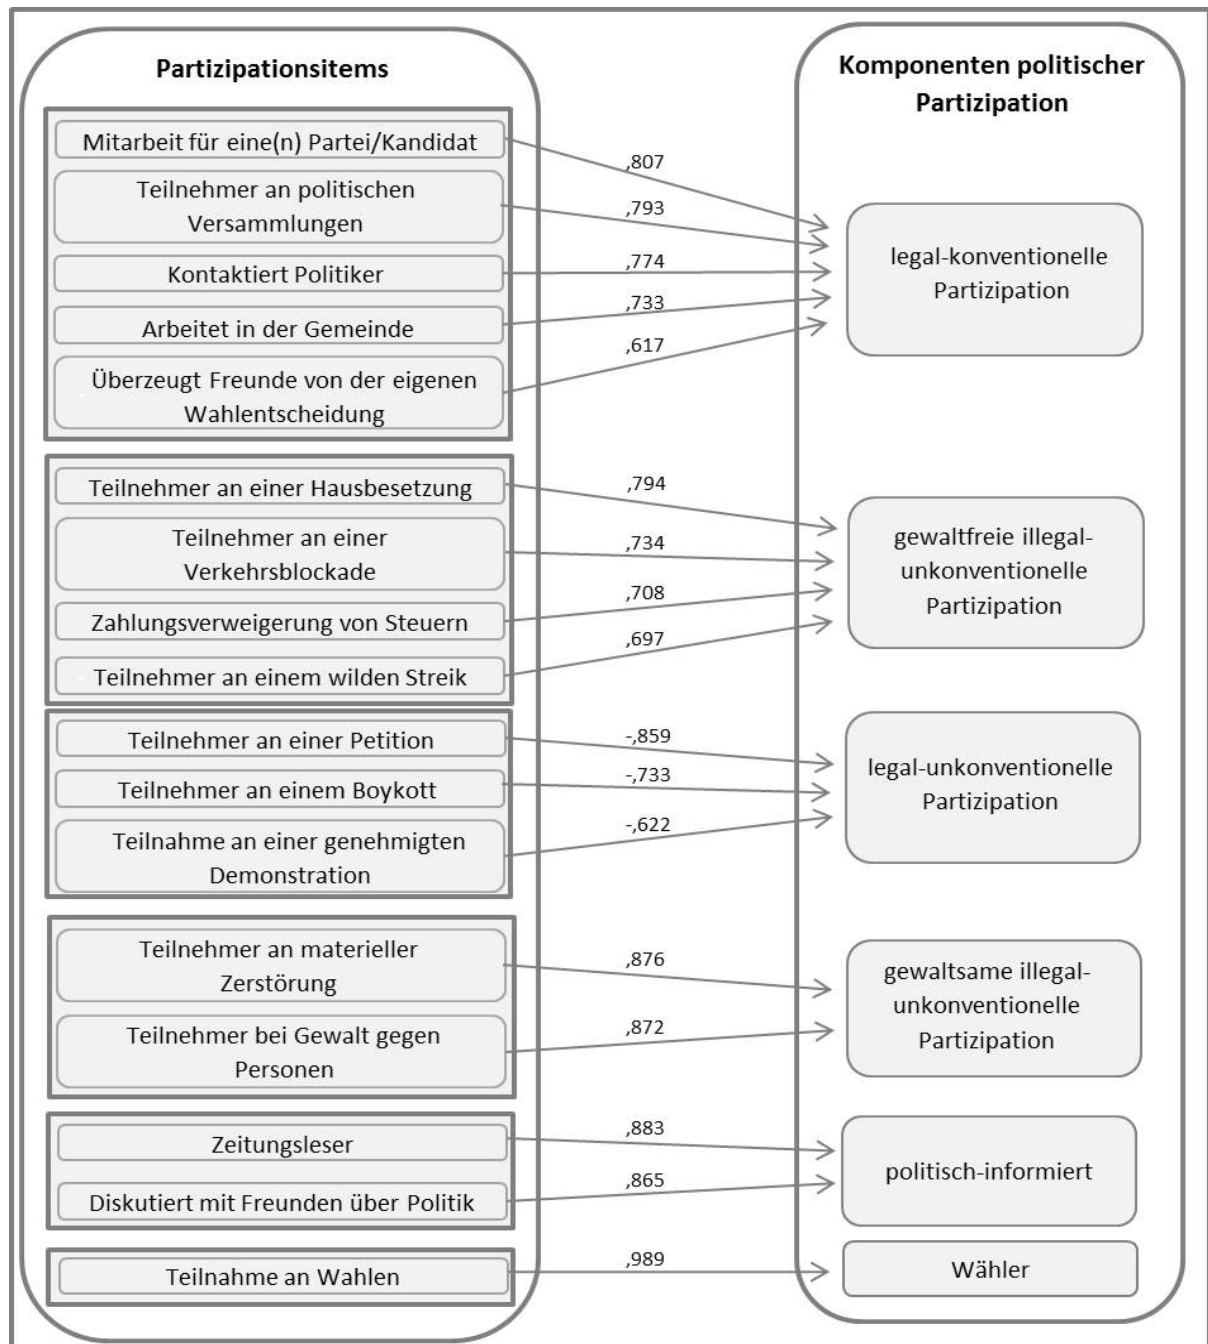 Partizipationsitems
Komponenten politischer
Partizipation
Mitarbeit für eine(n) Partei/Kandidat
,807
Teilnehmer an politischen
Versammlungen
,793
Kontaktiert Politiker
,774
Arbeitet in der Gemeinde
,733
Überzeugt Freunde von der eigenen
Wahlentscheidung
,617
legal-konventionelle
Partizipation
Teilnehmer an einer Hausbesetzung
,794
Teilnehmer an einer
Verkehrsblockade
,734
Zahlungsverweigerung von Steuern
,708
Teilnehmer an einem wilden Streik
,697
gewaltfreie illegal-
unkonventionelle
Partizipation
Teilnehmer an einer Petition
-,859
Teilnehmer an einem Boykott
-,733
Teilnahme an einer genehmigten
Demonstration
-,622
legal-unkonventionelle
Partizipation
Teilnehmer an materieller
Zerstörung
,876
Teilnehmer bei Gewalt gegen
Personen
,872
gewaltsame illegal-
unkonventionelle
Partizipation
Zeitungsleser
,883
Diskutiert mit Freunden über Politik
,865
politisch-informiert
Teilnahme an Wahlen
,989
Wähler